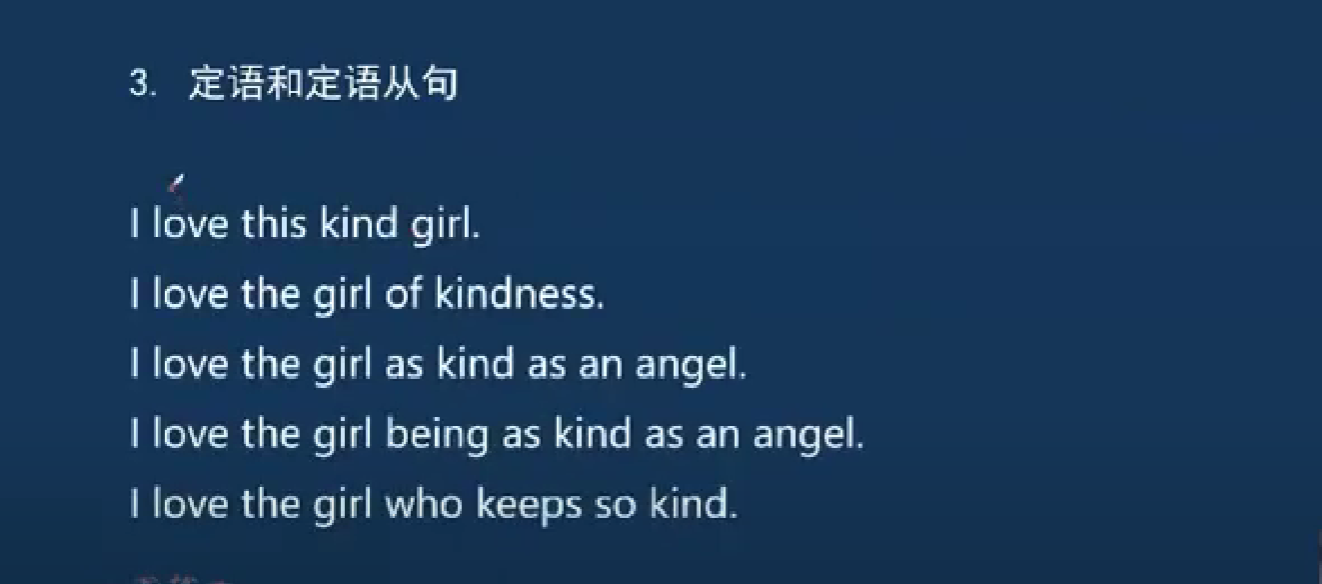 3. 定语和定语从句
I love this kind girl.
I love the girl of kindness.
I love the girl as kind as an angel.
I love the girl being as kind as an angel.
I love the girl who keeps so kind.